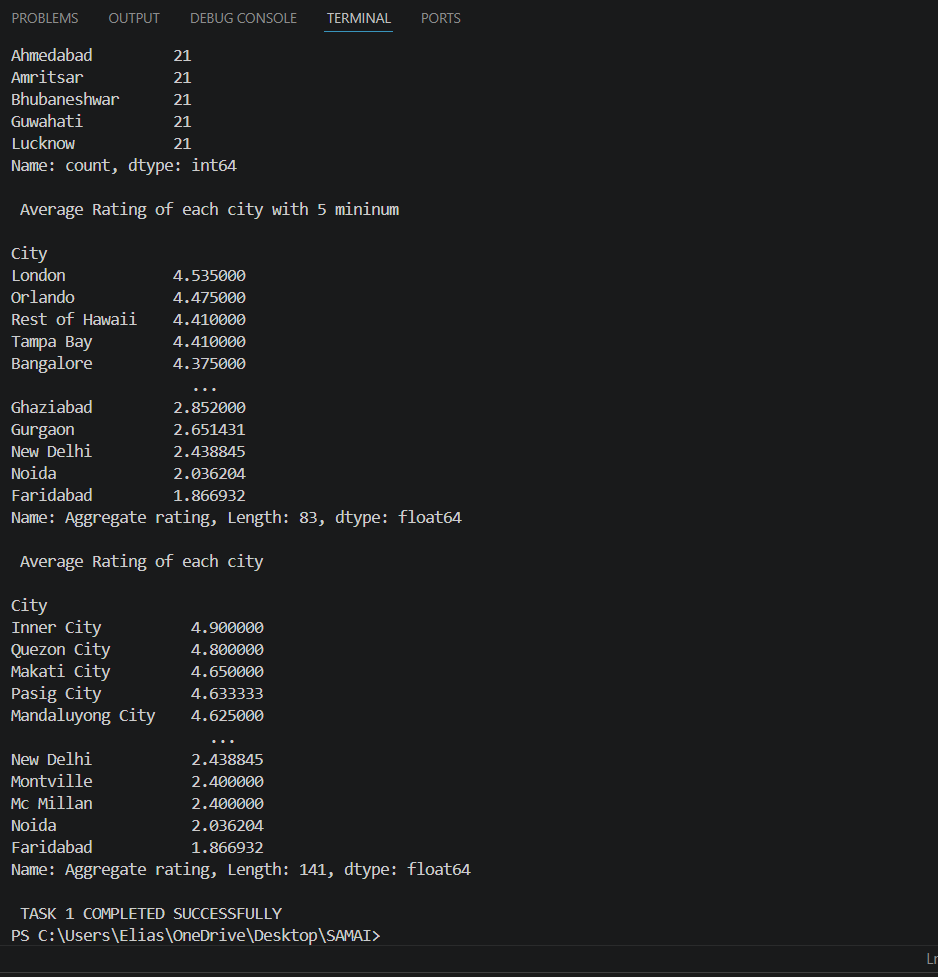 PROBLEMS OUTPUT DEBUG CONSOLE TERMINAL PORTS
Ahmedabad 21
Amritsar 21
Bhubaneshwar 21
Guwahati 21
Lucknow 21
Name: count, dtype: int64
Average Rating of each city with 5 mininum
City
London 4.535000
Orlando 4.475000
Rest of Hawaii 4.410000
Tampa Bay 4.410000
Bangalore 4.375000
...
Ghaziabad 2.852000
Gurgaon 2.651431
New Delhi 2.438845
Noida 2.036204
Faridabad 1.866932
Name: Aggregate rating, Length: 83, dtype: float64
Average Rating of each city
City
Inner City 4.900000
Quezon City 4.800000
Makati City 4.650000
Pasig City 4.633333
Mandaluyong City 4.625000
...
New Delhi 2.438845
Montville 2.400000
Mc Millan 2.400000
Noida 2.036204
Faridabad 1.866932
Name: Aggregate rating, Length: 141, dtype: float64
TASK 1 COMPLETED SUCCESSFULLY
PS C:\Users\Elias\OneDrive\Desktop\SAMAI>